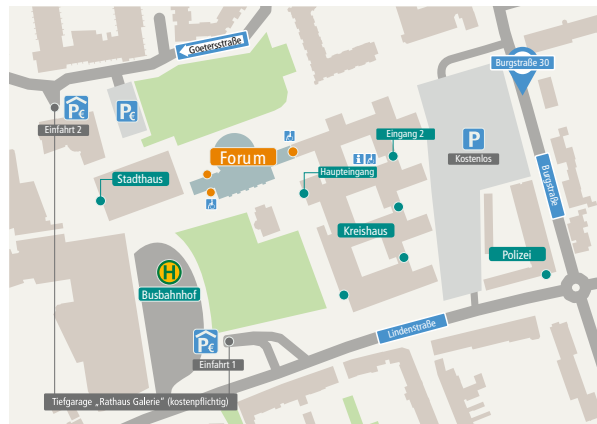 Goetersstraße
Burgstraße 30
P€
P€
Einfahrt 2
Eingang 2
P
Kostenlos
Forum
i
Haupteingang
Stadthaus
Burgstraße
Kreishaus
Polizei
H
Busbahnhof
Lindenstraße
P€
Einfahrt 1
Tiefgarage „Rathaus Galerie“ (kostenpflichtig)